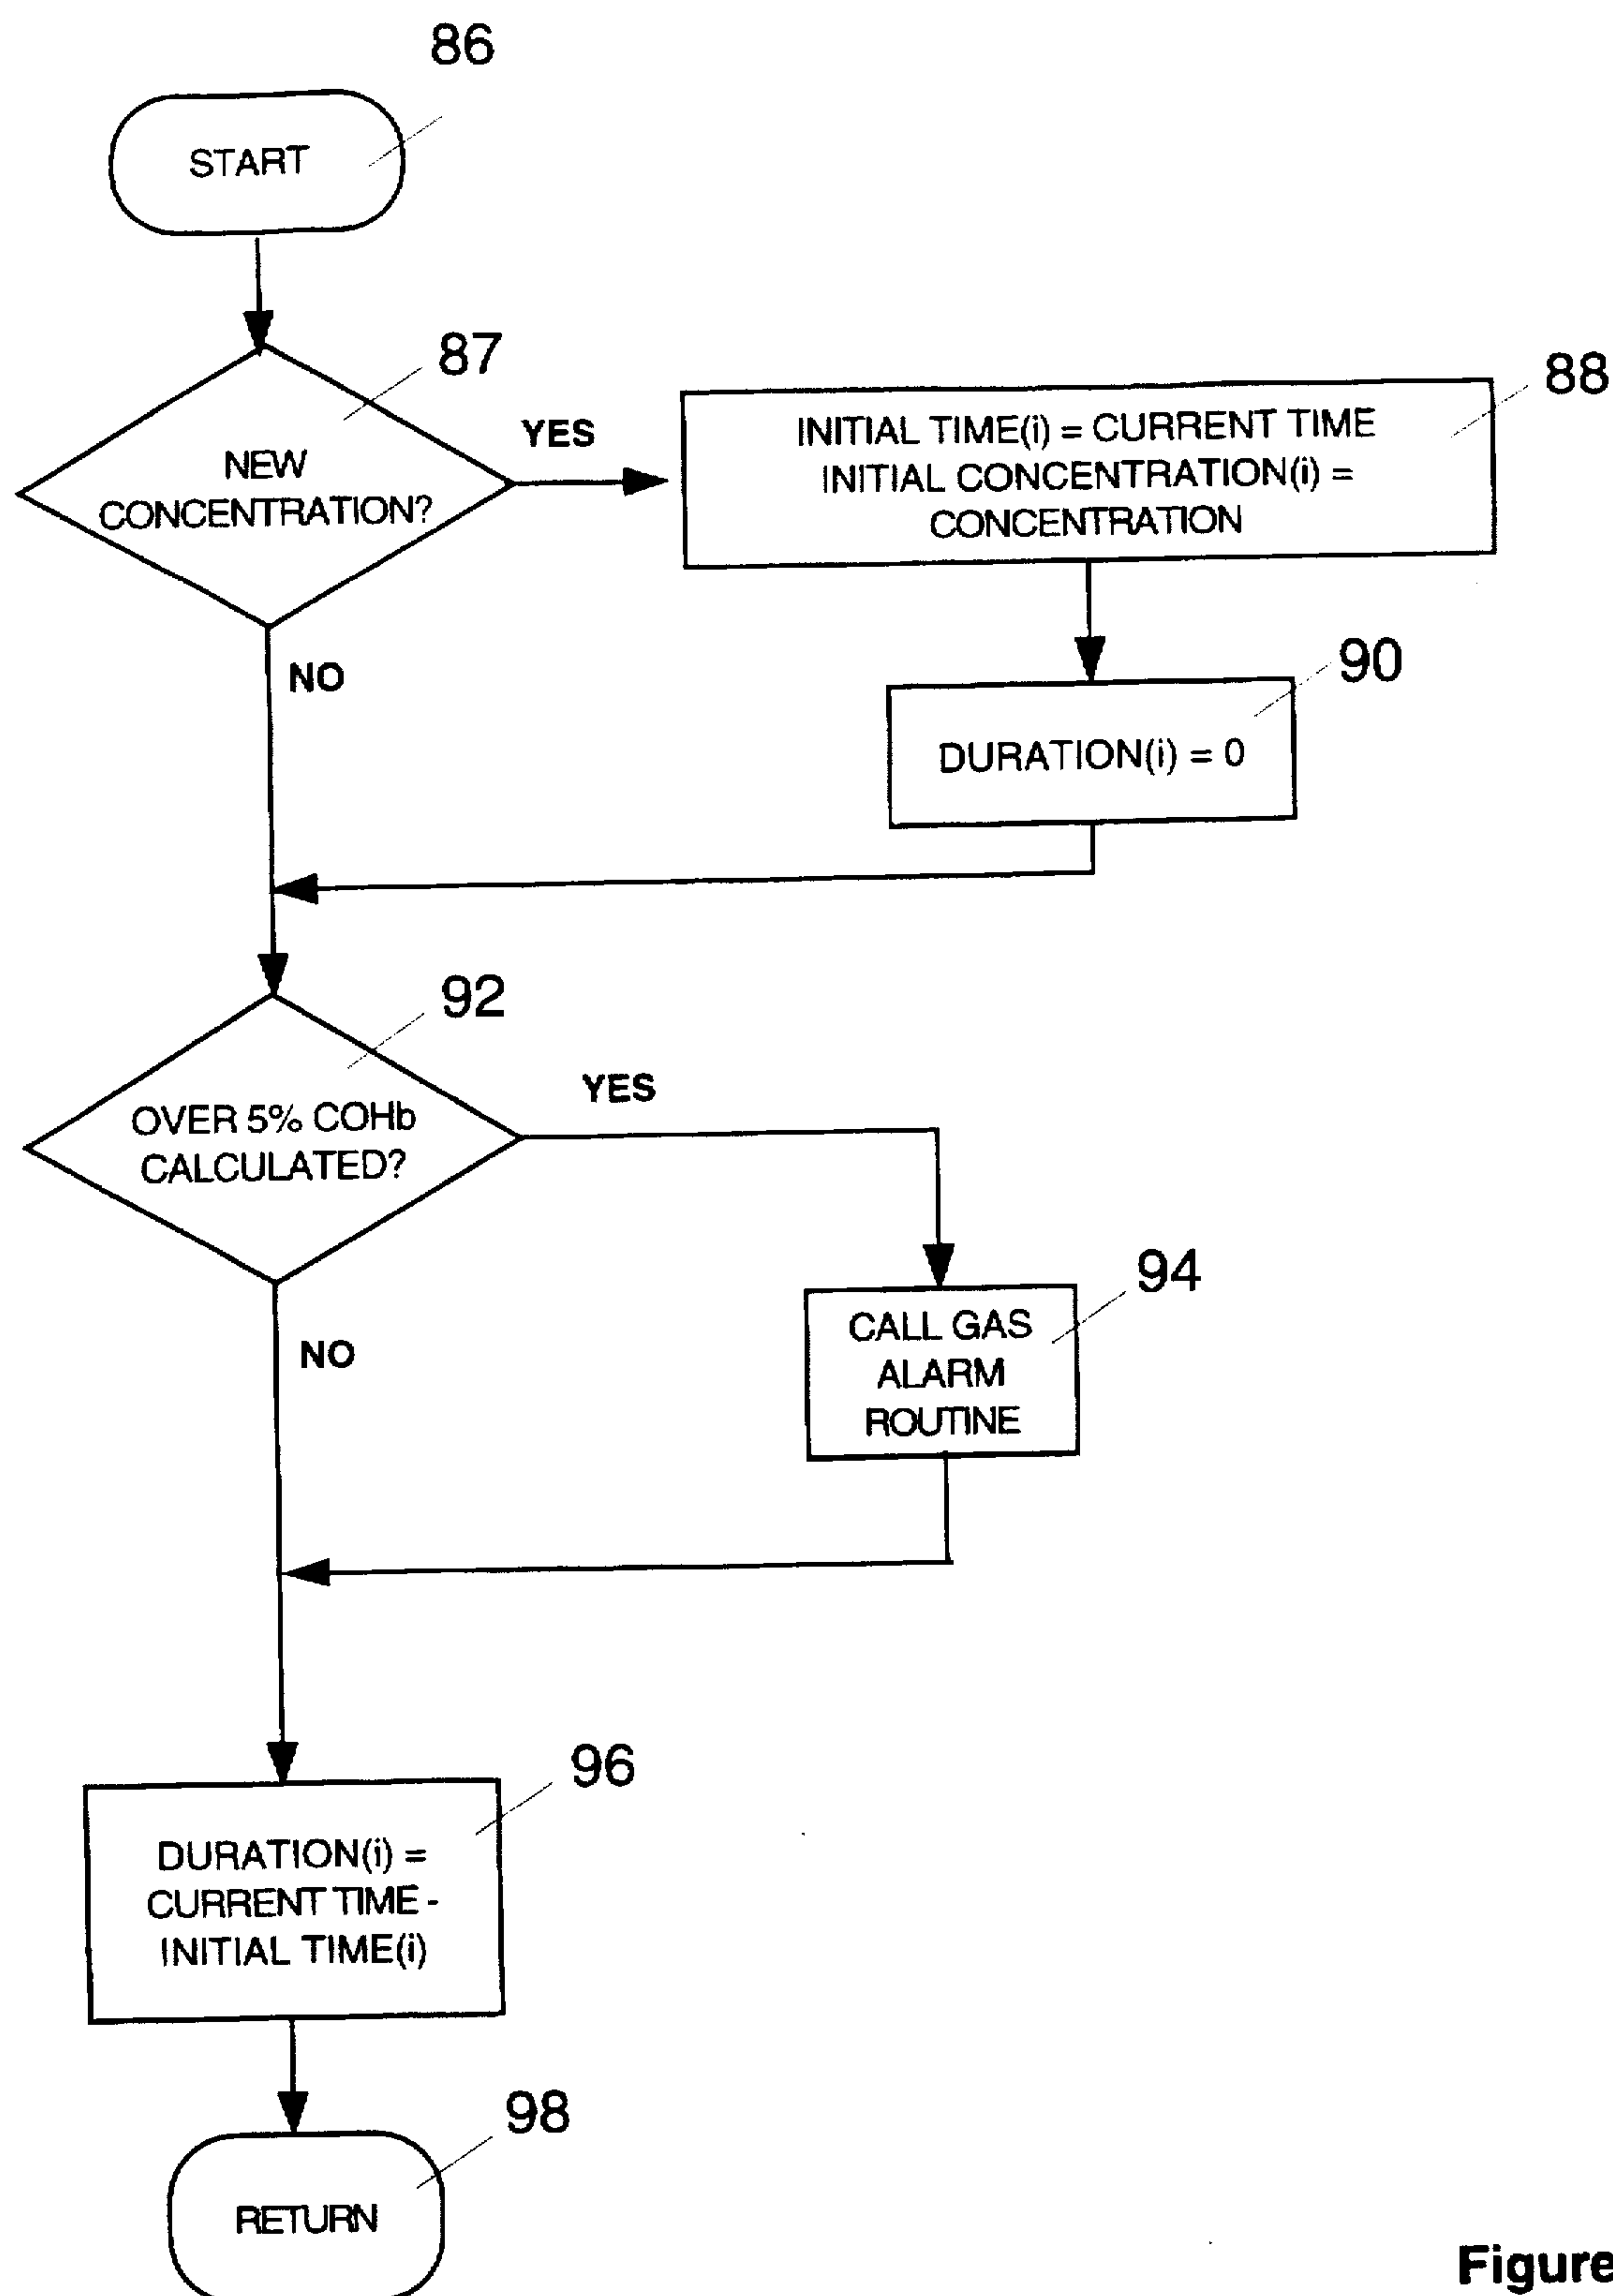 86
START
87
NEW
CONCENTRATION?
YES
88
INITIAL TIME(i) = CURRENT TIME
INITIAL CONCENTRATION(i) =
CONCENTRATION
NO
90
DURATION(i) = 0
92
OVER 5% COHb
CALCULATED?
YES
94
CALL GAS
ALARM
ROUTINE
NO
96
DURATION(i) =
CURRENT TIME -
INITIAL TIME(i)
98
RETURN
Figure